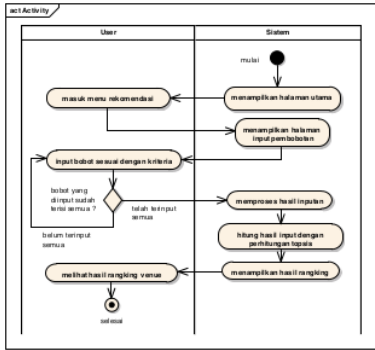 act Activity
User
Sistem
mulai
menampilkan halaman utama
masuk menu rekomendasi
menampilkan halaman
input pembobotan
input bobot sesuai dengan kriteria
bobot yang
diinput sudah
terisi semua ?
telah terinput
semua
memproses hasil inputan
belum terinput
semua
hitung hasil input dengan
perhitungan topsis
menampilkan hasil rangking
melihat hasil rangking venue
selesai